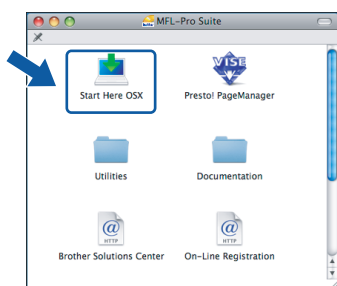 MFL-Pro Suite
Start Here OSX
VISE
Presto! PageManager
Utilities
Documentation
@
HTTP
Brother Solutions Center
@
HTTP
On-Line Registration